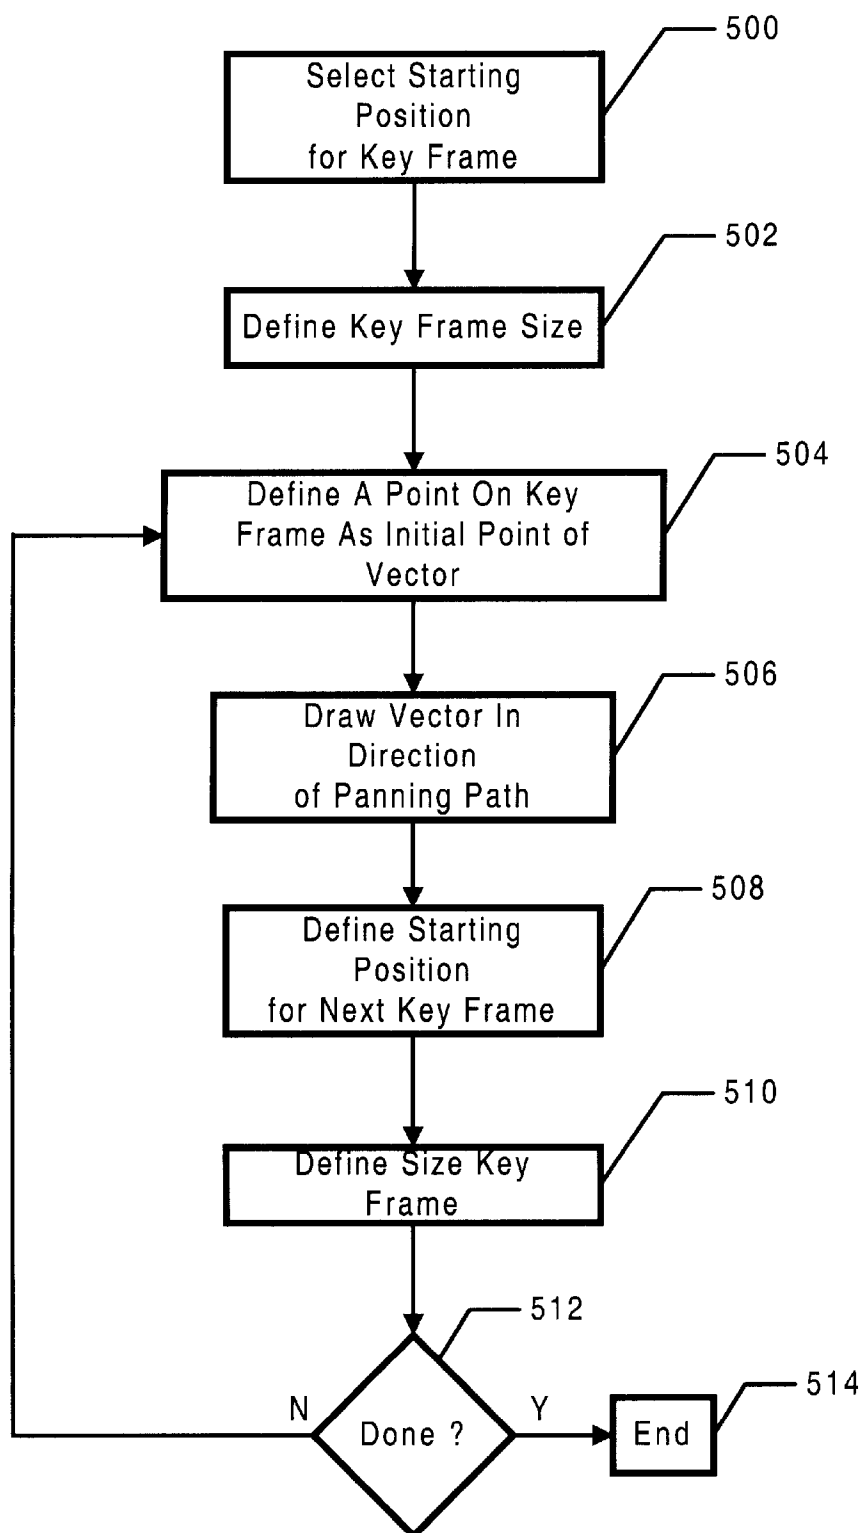 500
Select Starting
Position
for Key Frame
502
Define Key Frame Size
504
Define A Point On Key
Frame As Initial Point of
Vector
506
Draw Vector In
Direction
of Panning Path
508
Define Starting
Position
for Next Key Frame
510
Define Size Key
Frame
512
N
Done ?
Y
End
514